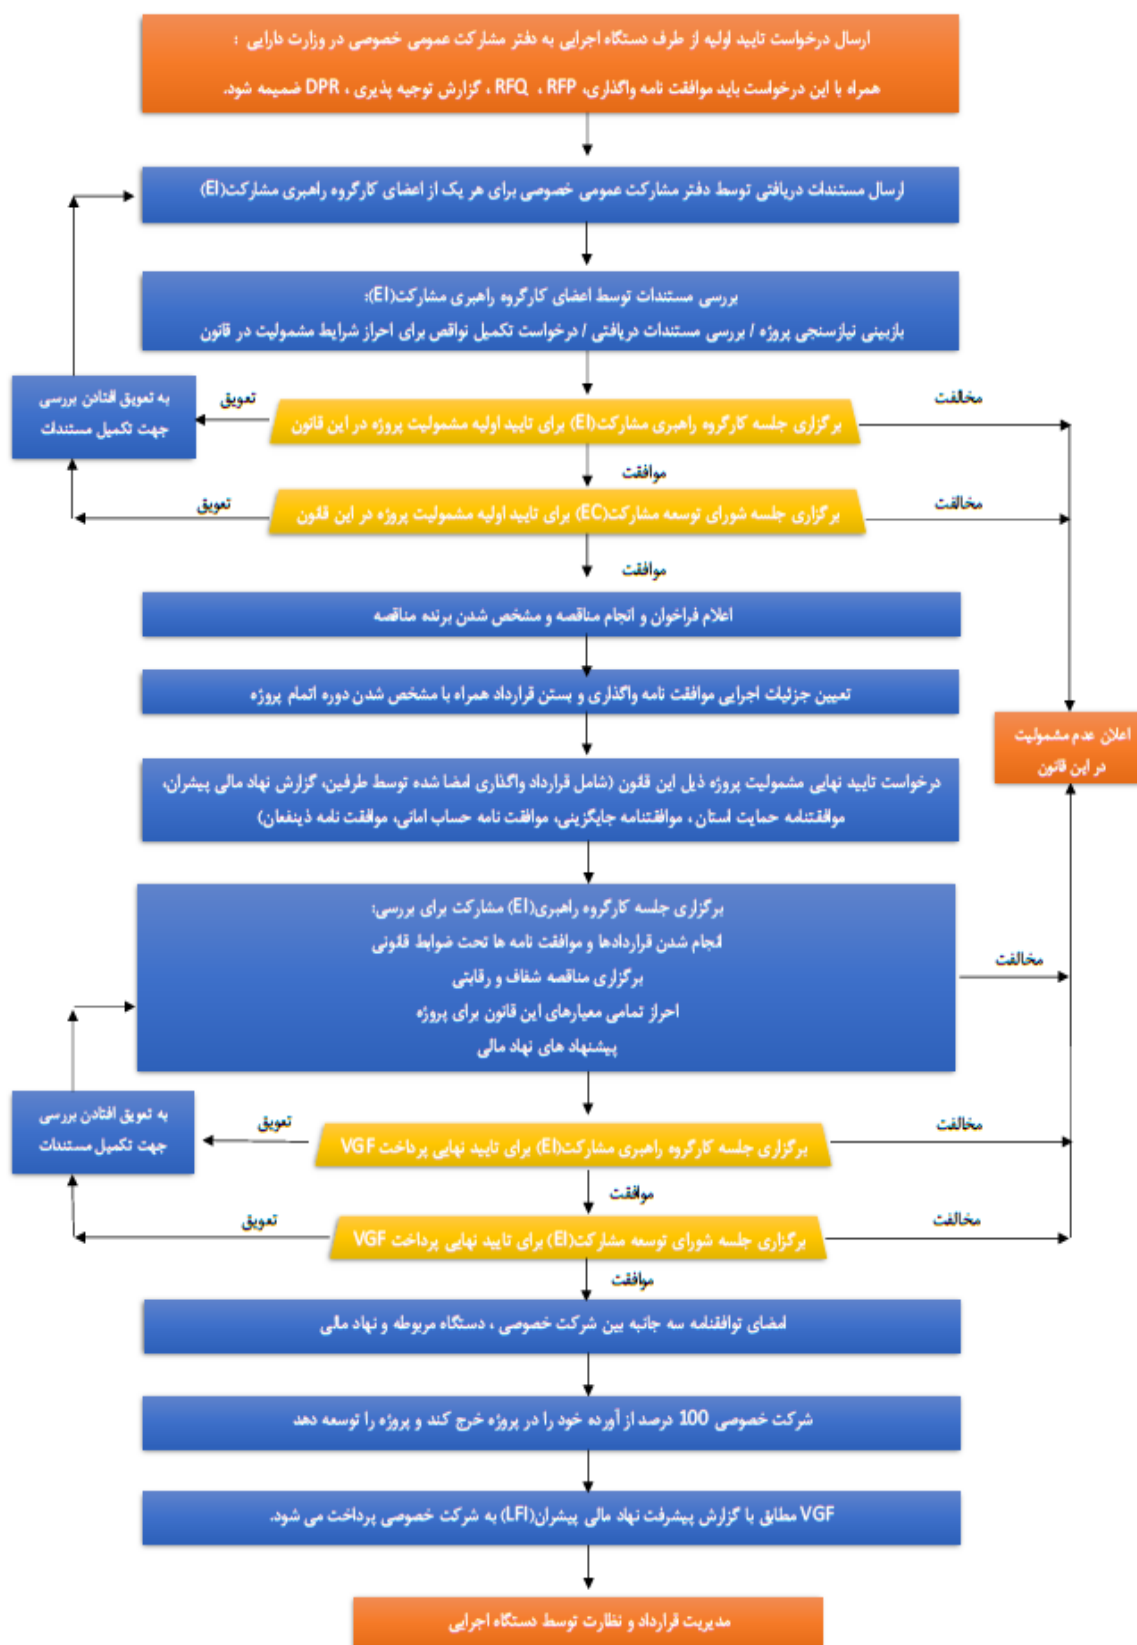 ارسال درخواست تایید اولیه از طرف دستگاه اجرایی به دفتر مشارکت عمومی خصوصی در وزارت دارایی :
همراه با این درخواست باید موافقت نامه واگذاری، RFQ ، RFP ، گزارش توجیه پذیری ، DPR ضمیمه شود.
ارسال مستندات دریافتی توسط دفتر مشارکت عمومی خصوصی برای هر یک از اعضای کارگروه راهبری مشارکت(EI)
بررسی مستندات توسط اعضای کارگروه راهبری مشارکت(EI):
بازبینی نیازسنجی پروژه / بررسی مستندات دریافتی / درخواست تکمیل نواقص برای احراز شرایط مشمولیت در قانون
مخالفت
برگزاری جلسه کارگروه راهبری مشارکت(EI) برای تایید اولیه مشمولیت پروژه در این قانون
تعویق
به تعویق افتادن بررسی
جهت تکمیل مستندات
موافقت
مخالفت
برگزاری جلسه شورای توسعه مشارکت(EC) برای تایید اولیه مشمولیت پروژه در این قانون
تعویق
موافقت
اعلام فراخوان و انجام مناقصه و مشخص شدن برنده مناقصه
تعیین جزئیات اجرایی موافقت نامه واگذاری و بستن قرارداد همراه با مشخص شدن دوره اتمام پروژه
اعلان عدم مشمولیت
در این قانون
درخواست تایید نهایی مشمولیت پروژه ذیل این قانون (شامل قرارداد واگذاری امضا شده توسط طرفین، گزارش نهاد مالی پیشران،
موافقتنامه حمایت استان ، موافقتنامه جایگزینی، موافقت نامه حساب امانی، موافقت نامه ذینفعان)
برگزاری جلسه کارگروه راهبری(EI) مشارکت برای بررسی:
انجام شدن قراردادها و موافقت نامه ها تحت ضوابط قانونی
برگزاری مناقصه شفاف و رقابتی
احراز تمامی معیارهای این قانون برای پروژه
پیشنهاد های نهاد مالی
مخالفت
مخالفت
برگزاری جلسه کارگروه راهبری مشارکت(EI) برای تایید نهایی پرداخت VGF
تعویق
به تعویق افتادن بررسی
جهت تکمیل مستندات
موافقت
مخالفت
برگزاری جلسه شورای توسعه مشارکت(EI) برای تایید نهایی پرداخت VGF
تعویق
موافقت
امضای توافقنامه سه جانبه بین شرکت خصوصی ، دستگاه مربوطه و نهاد مالی
شرکت خصوصی 100 درصد از آورده خود را در پروژه خرج کند و پروژه را توسعه دهد
VGF مطابق با گزارش پیشرفت نهاد مالی پیشران(LFI) به شرکت خصوصی پرداخت می شود.
مدیریت قرارداد و نظارت توسط دستگاه اجرایی